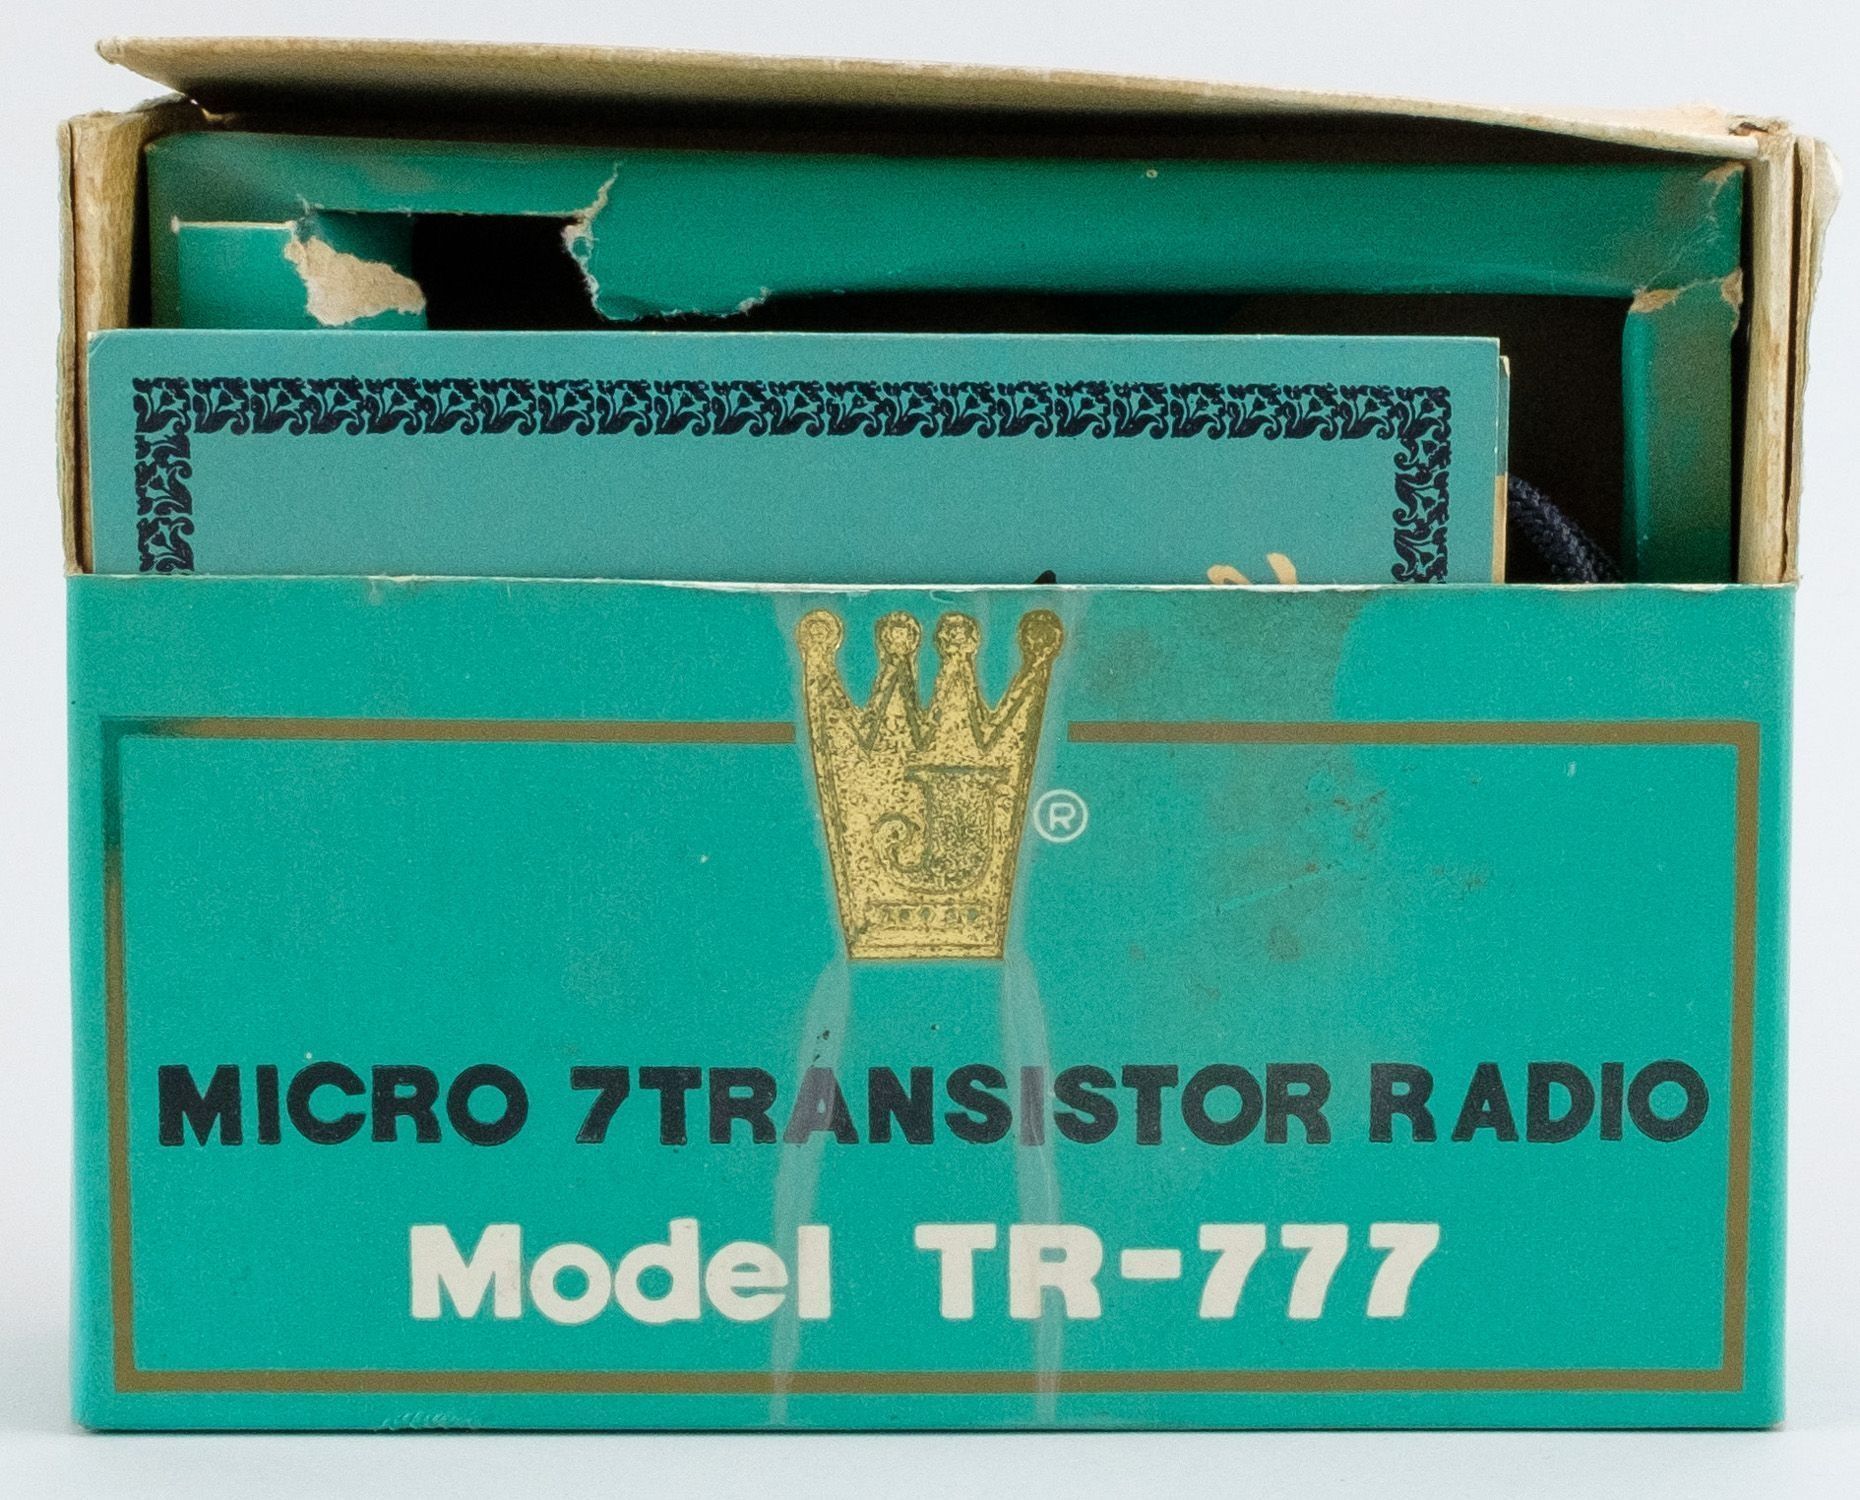 J
®
MICRO 7TRANSISTOR RADIO
Model TR-777